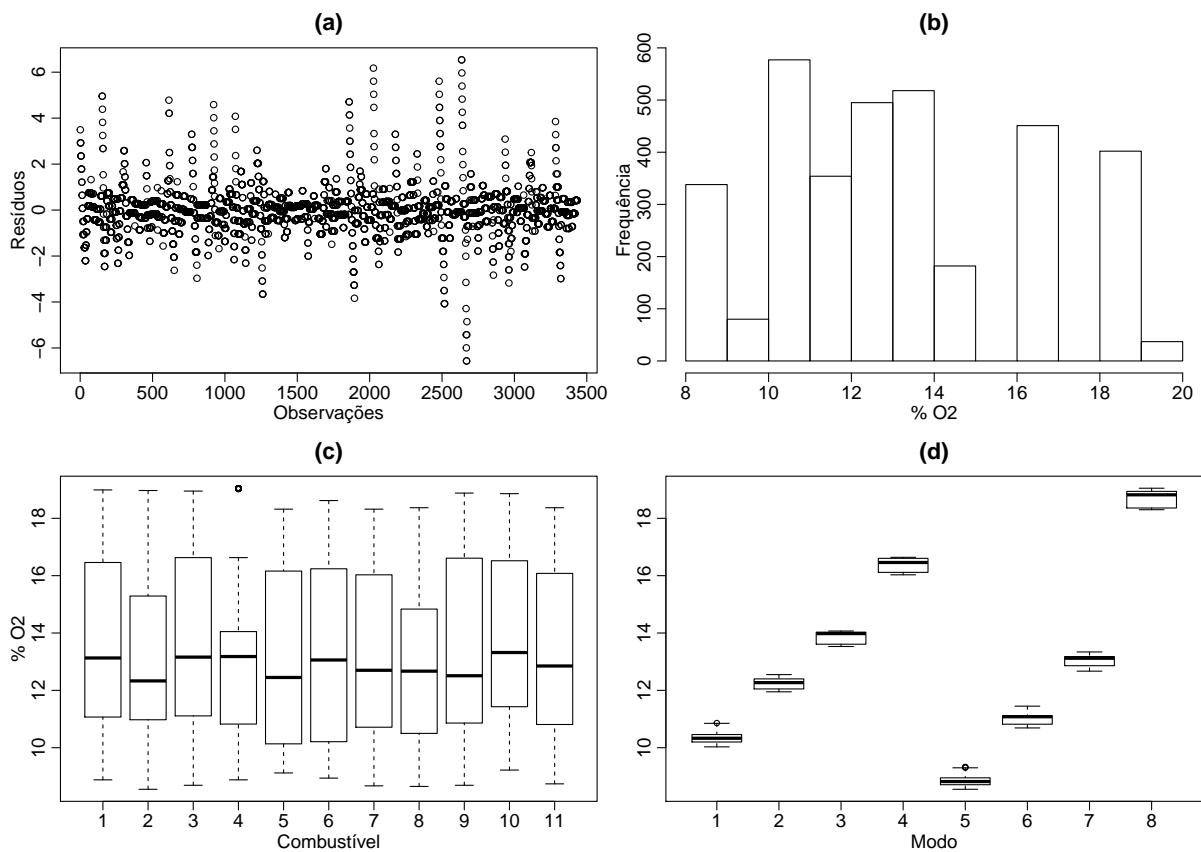 (a)
Resíduos
6
4
2
0
−2
−4
−6
0 500 1000 1500 2000 2500 3000 3500
Observações
(b)
Frequência
600
500
400
300
200
100
0
8 10 12 14 16 18 20
% O2
(c)
% O2
18
16
14
12
10
1 2 3 4 5 6 7 8 9 10 11
Combustível
(d)
18
16
14
12
10
1 2 3 4 5 6 7 8
Modo